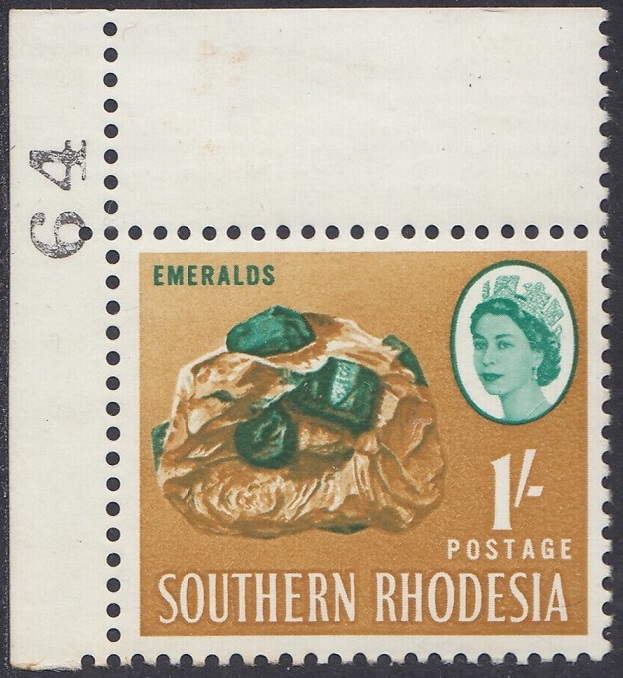 64
EMERALDS
1/-
POSTAGE
SOUTHERN RHODESIA